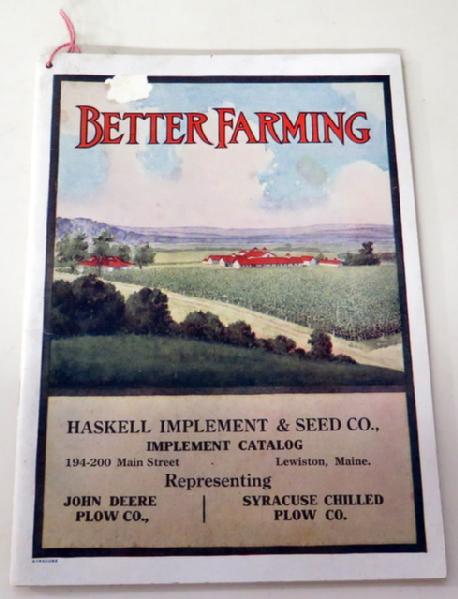 BETTER FARMING
HASKELL IMPLEMENT & SEED CO.,
IMPLEMENT CATALOG
194-200 Main Street - Lewiston, Maine.
Representing
JOHN DEERE
PLOW CO.,
SYRACUSE CHILLED
PLOW CO.
SYRACUSE